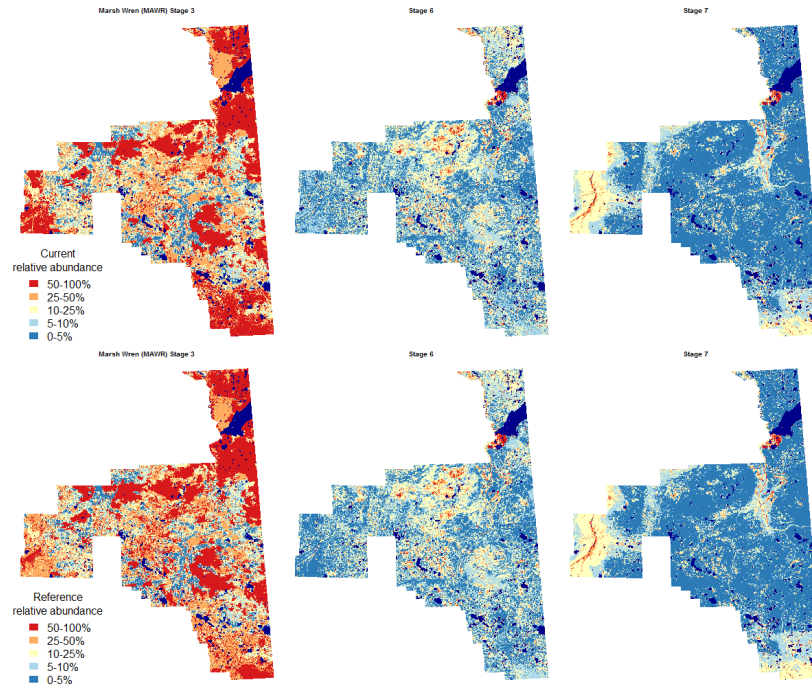 Marsh Wren (MAWR) Stage 3
Stage 6
Stage 7
Current
relative abundance
50-100%
25-50%
10-25%
5-10%
0-5%
Marsh Wren (MAWR) Stage 3
Stage 6
Stage 7
Reference
relative abundance
50-100%
25-50%
10-25%
5-10%
0-5%